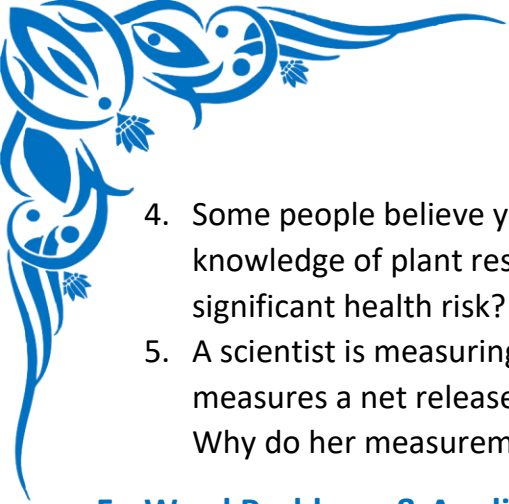 4. Some people believe y
knowledge of plant res
significant health risk?
5. A scientist is measuring
measures a net release
Why do her measurem